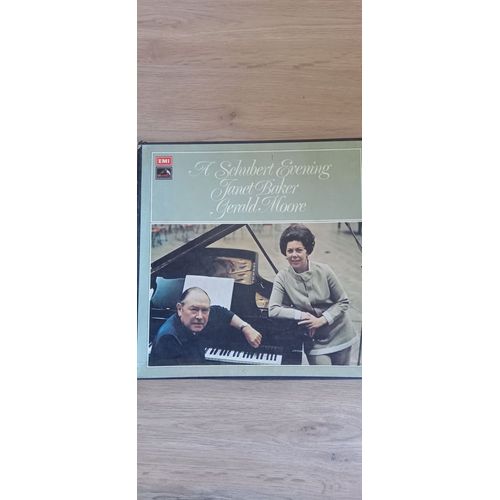 EMI
A Schubert Evening
Janet Baker
Gerald Moore